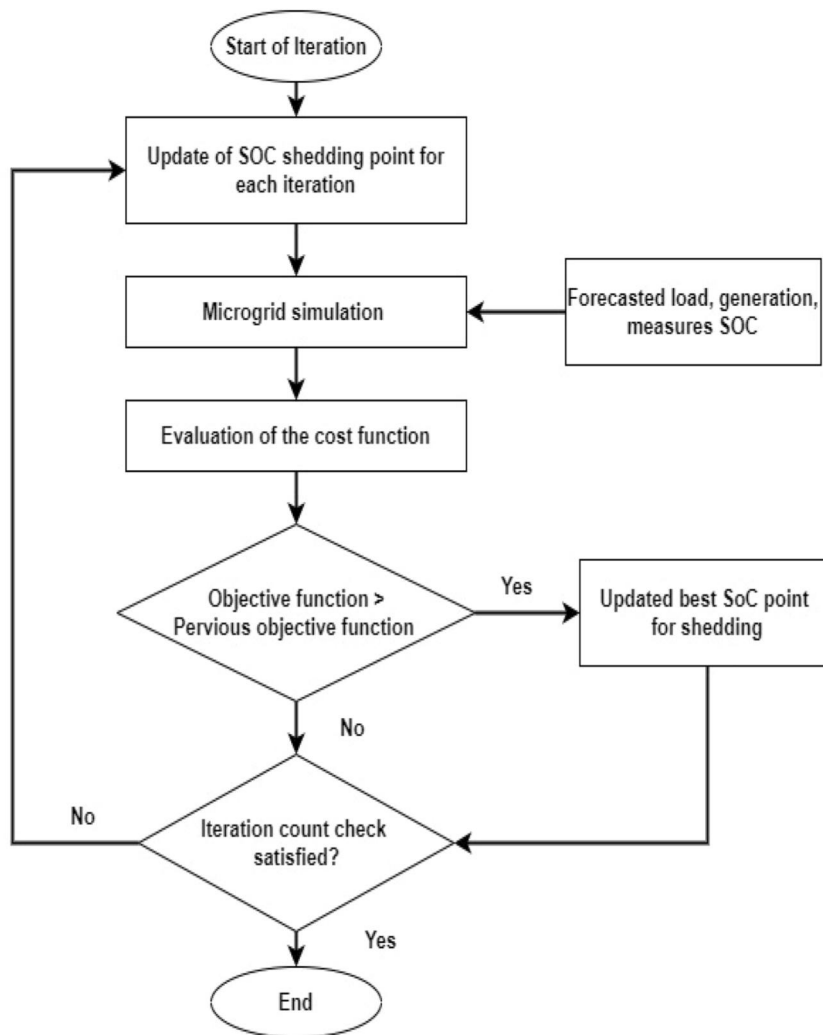 Start of Iteration
Update of SOC shedding point for
each iteration
Microgrid simulation
Forecasted load, generation,
measures SOC
Evaluation of the cost function
Objective function >
Pervious objective function
Yes
Updated best SoC point
for shedding
No
Iteration count check
satisfied?
No
Yes
End